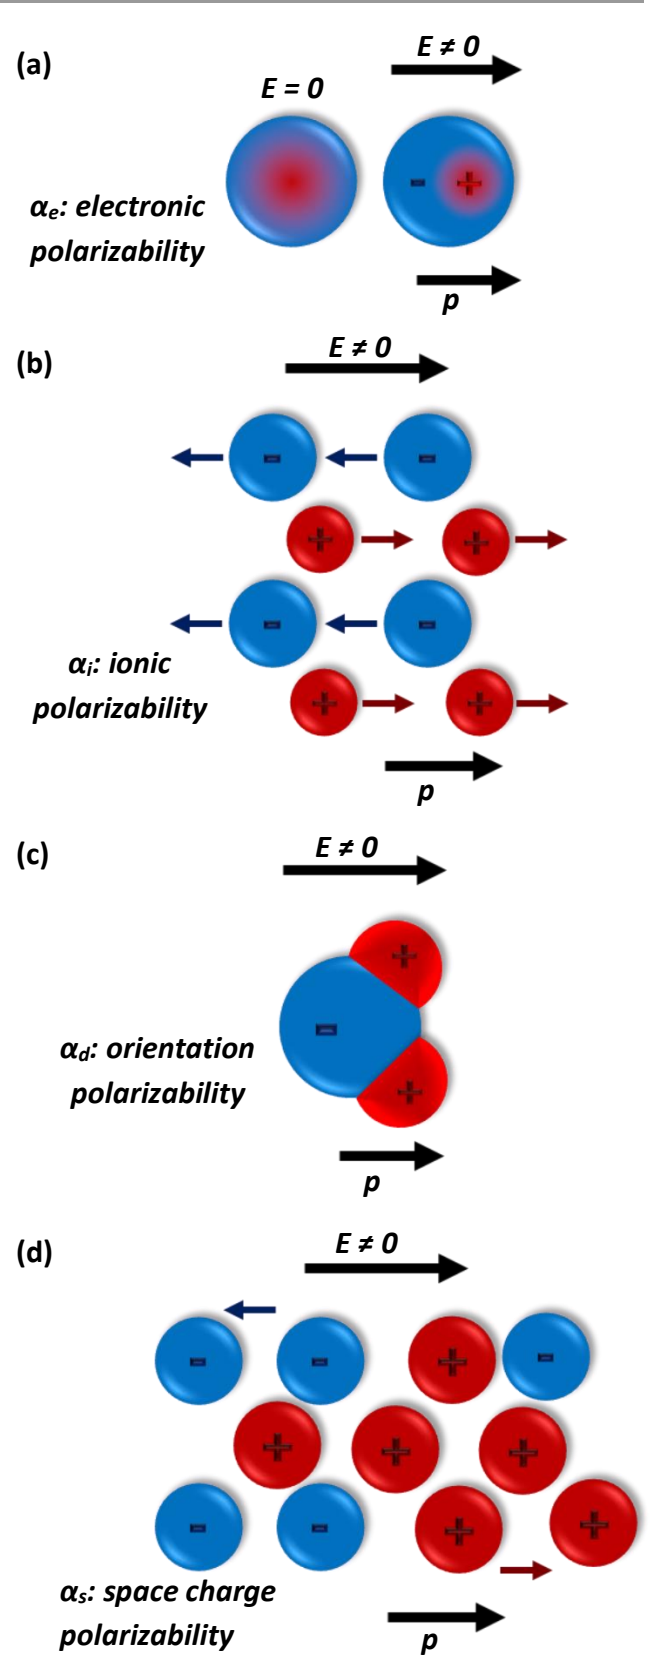 (a)
E ≠ 0
E = 0
- +
αe: electronic
polarizability
p
(b)
E ≠ 0
- -
+ +
- -
αi: ionic
+ +
polarizability
p
(c)
E ≠ 0
+
-
αd: orientation
+
polarizability
p
(d)
E ≠ 0
- - + -
+ + +
- - + +
αs: space charge
p
polarizability